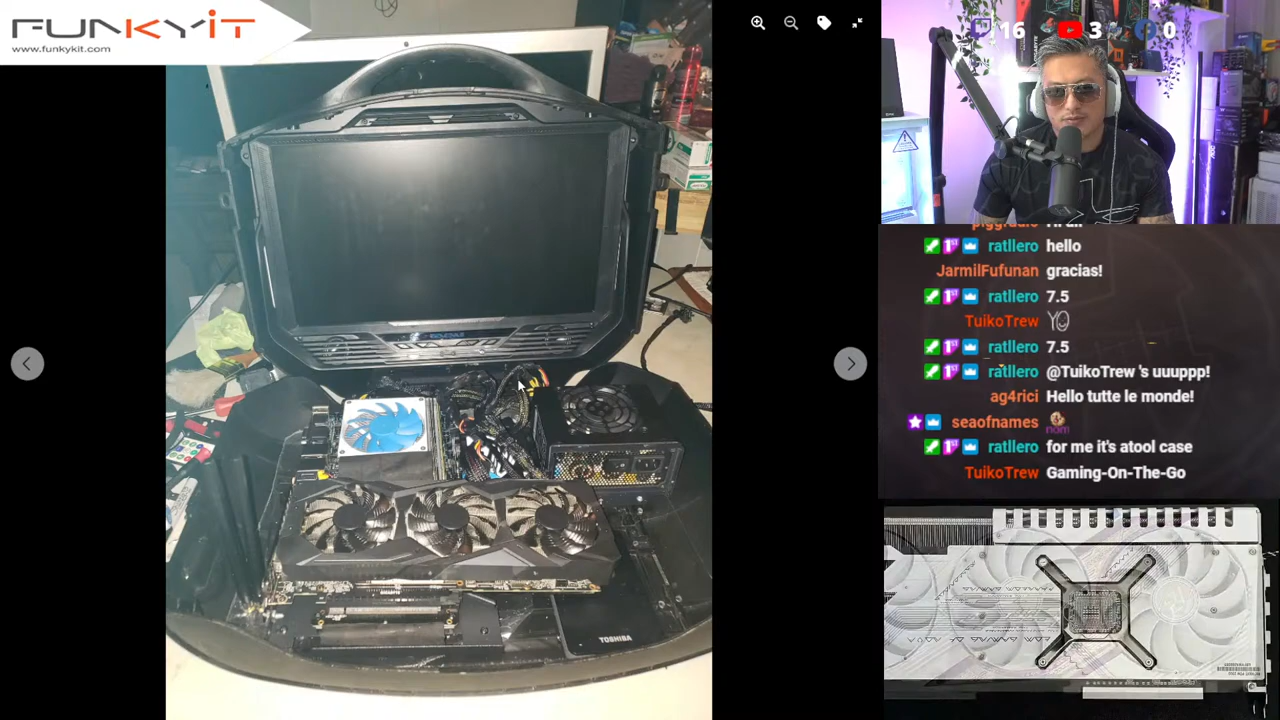 FUNKYKIT
www.funkykit.com
16
3
0
ratllero hello
JarmilFufunan gracias!
ratllero 7.5
TuikoTrew YO
ratllero 7.5
ratllero @TuikoTrew 's uuuppp!
ag4rici Hello tutte le monde!
seaofnames nom
ratllero for me it's atool case
TuikoTrew Gaming-On-The-Go
TOSHIBA